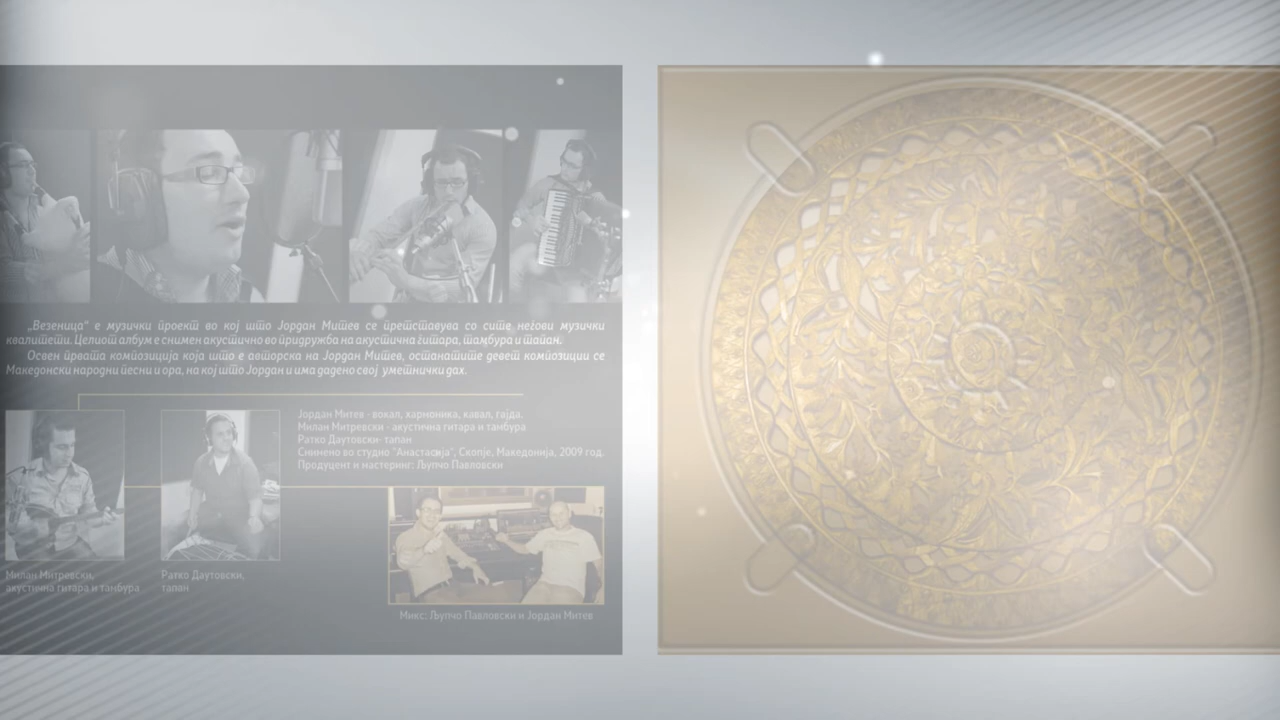 „Везеница“ е музички проект во кој што Јордан Митев се претставува со сите негови музички
квалитети. Целиот албум е снимен акустично во придружба на акустична гитара, тамбура и тапан.
Освен првата композиција која што е авторска на Јордан Митев, останатите девет композиции се
Македонски народни песни и ора, на кој што Јордан и има дадено свој уметнички дах.
Јордан Митев - вокал, хармоника, кавал, гајда.
Милан Митревски - акустична гитара и тамбура
Ратко Даутовски- тапан
Снимено во студио "Анастасија", Скопје, Македонија, 2009 год.
Продуцент и мастеринг: Љупчо Павловски
Милан Митревски,
акустична гитара и тамбура
Ратко Даутовски,
тапан
Микс: Љупчо Павловски и Јордан Митев